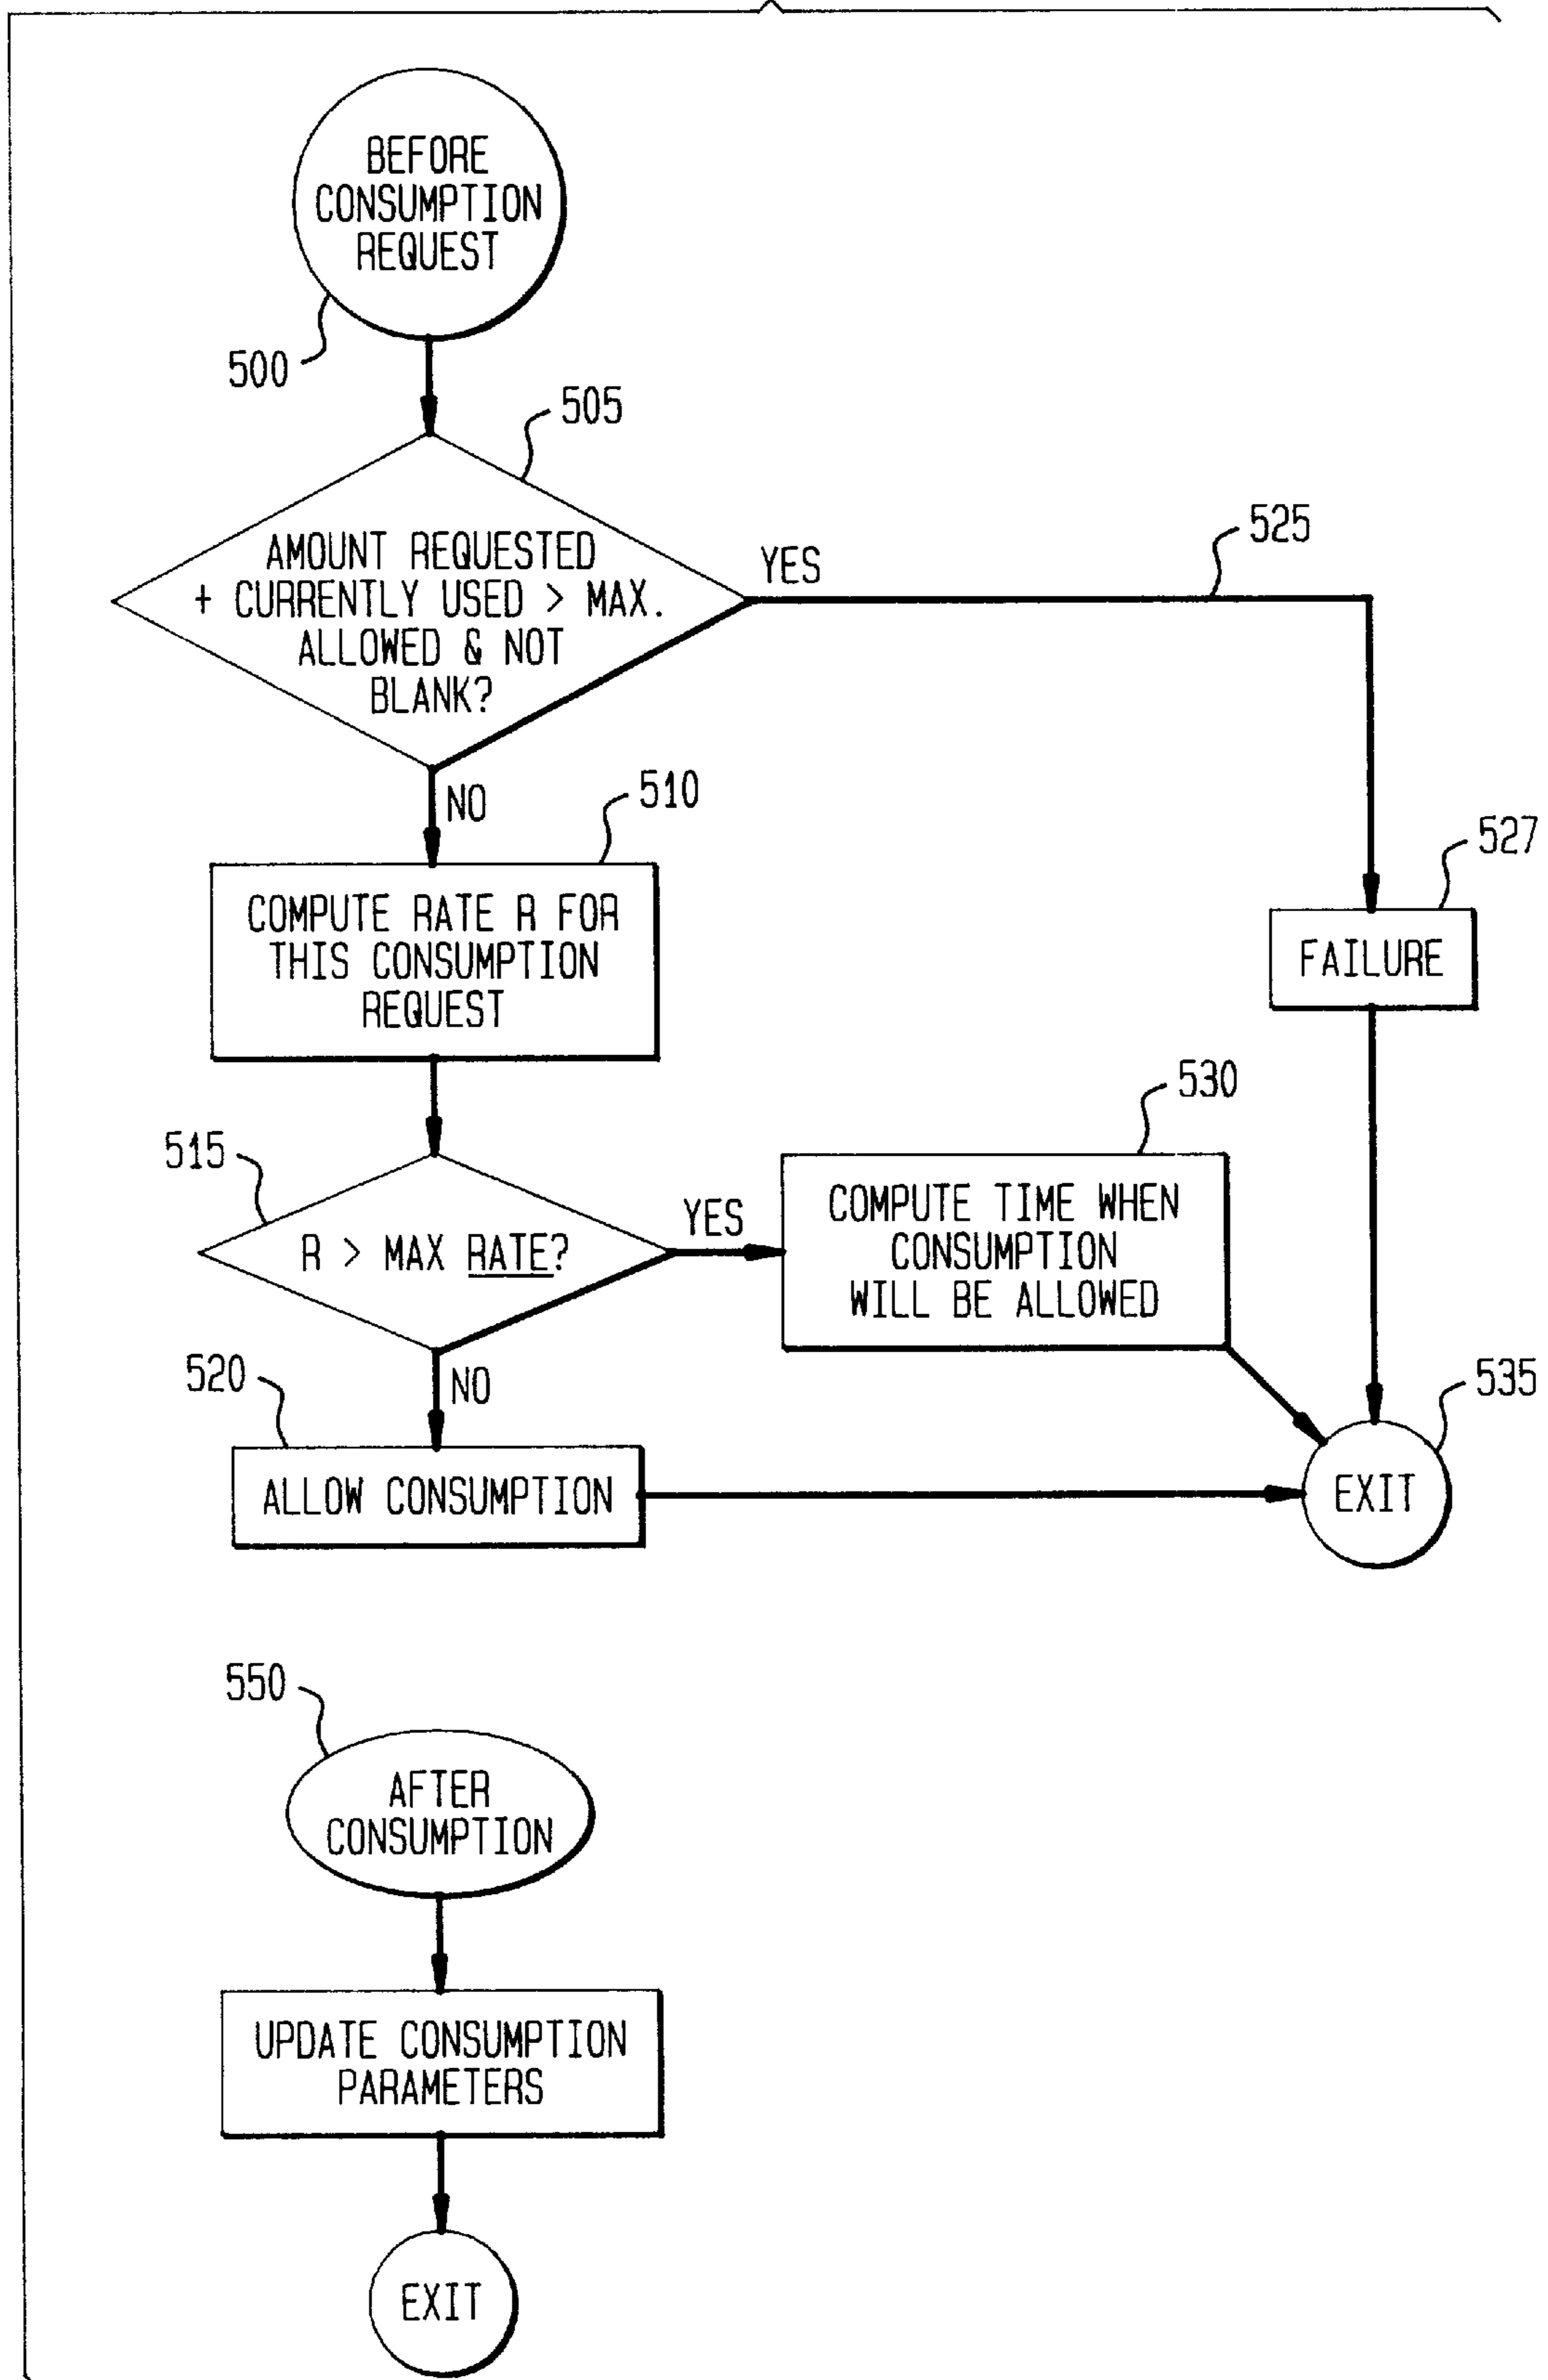 BEFORE
CONSUMPTION
REQUEST
500
505
AMOUNT REQUESTED
+ CURRENTLY USED > MAX.
ALLOWED & NOT
BLANK?
YES
525
NO
510
COMPUTE RATE R FOR
THIS CONSUMPTION
REQUEST
527
FAILURE
515
R > MAX RATE?
YES
530
COMPUTE TIME WHEN
CONSUMPTION
WILL BE ALLOWED
NO
520
ALLOW CONSUMPTION
535
EXIT
550
AFTER
CONSUMPTION
UPDATE CONSUMPTION
PARAMETERS
EXIT